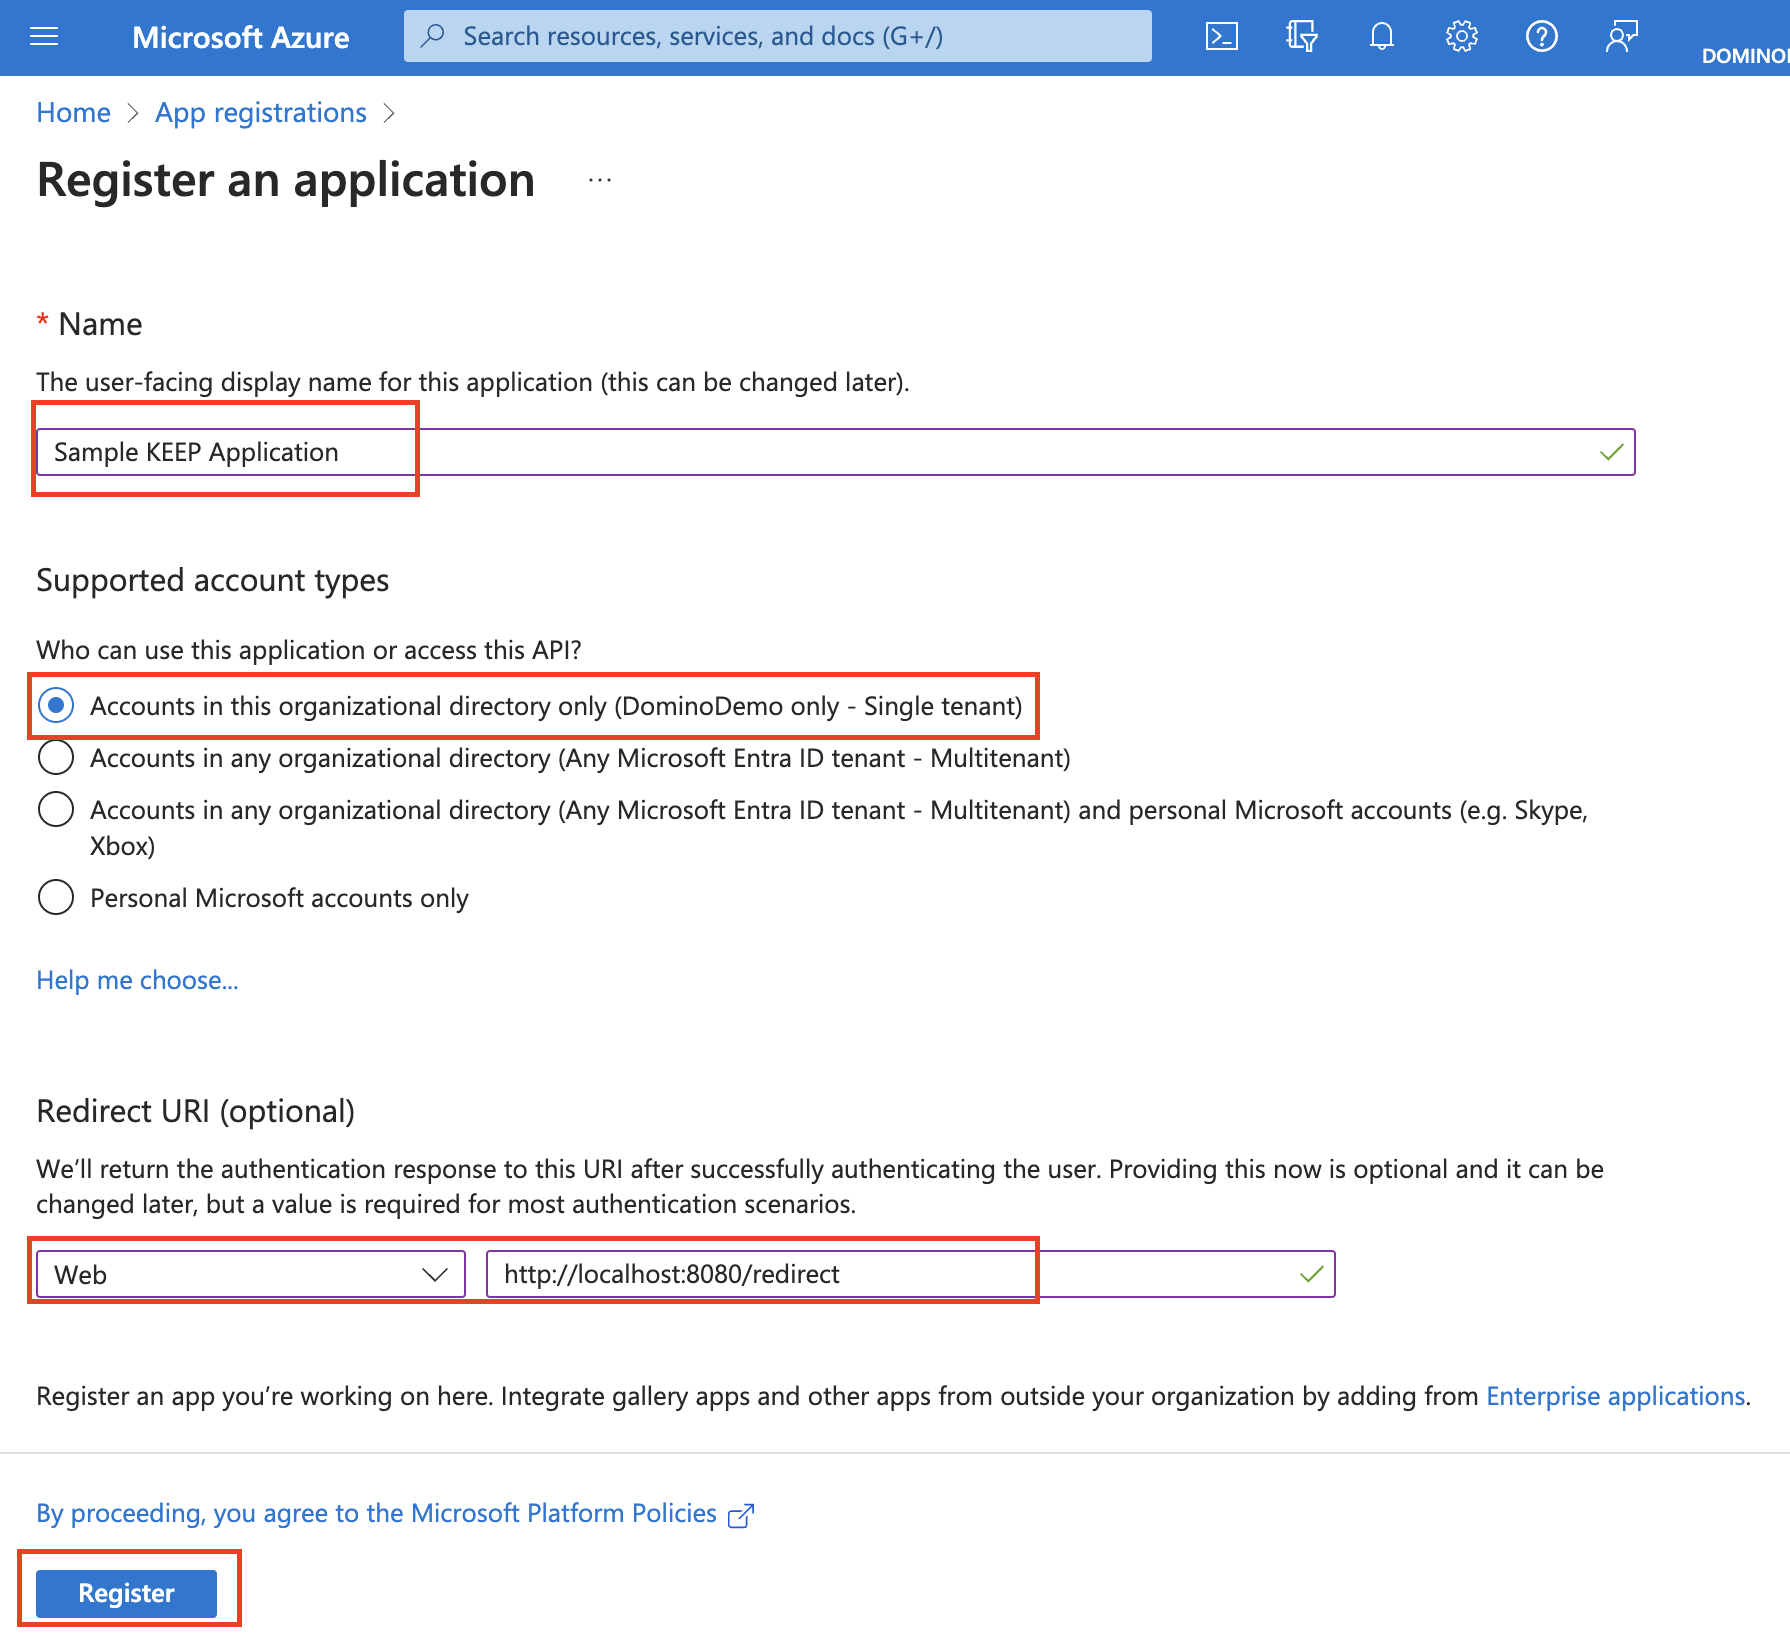 Microsoft Azure
Search resources, services, and docs (G+/)
Home > App registrations >
Register an application ...
* Name
The user-facing display name for this application (this can be changed later).
Sample KEEP Application
Supported account types
Who can use this application or access this API?
Accounts in this organizational directory only (DominoDemo only - Single tenant)
Accounts in any organizational directory (Any Microsoft Entra ID tenant - Multitenant)
Accounts in any organizational directory (Any Microsoft Entra ID tenant - Multitenant) and personal Microsoft accounts (e.g. Skype,
Xbox)
Personal Microsoft accounts only
Help me choose...
Redirect URI (optional)
We’ll return the authentication response to this URI after successfully authenticating the user. Providing this now is optional and it can be
changed later, but a value is required for most authentication scenarios.
Web
http://localhost:8080/redirect
Register an app you’re working on here. Integrate gallery apps and other apps from outside your organization by adding from Enterprise applications.
By proceeding, you agree to the Microsoft Platform Policies
Register